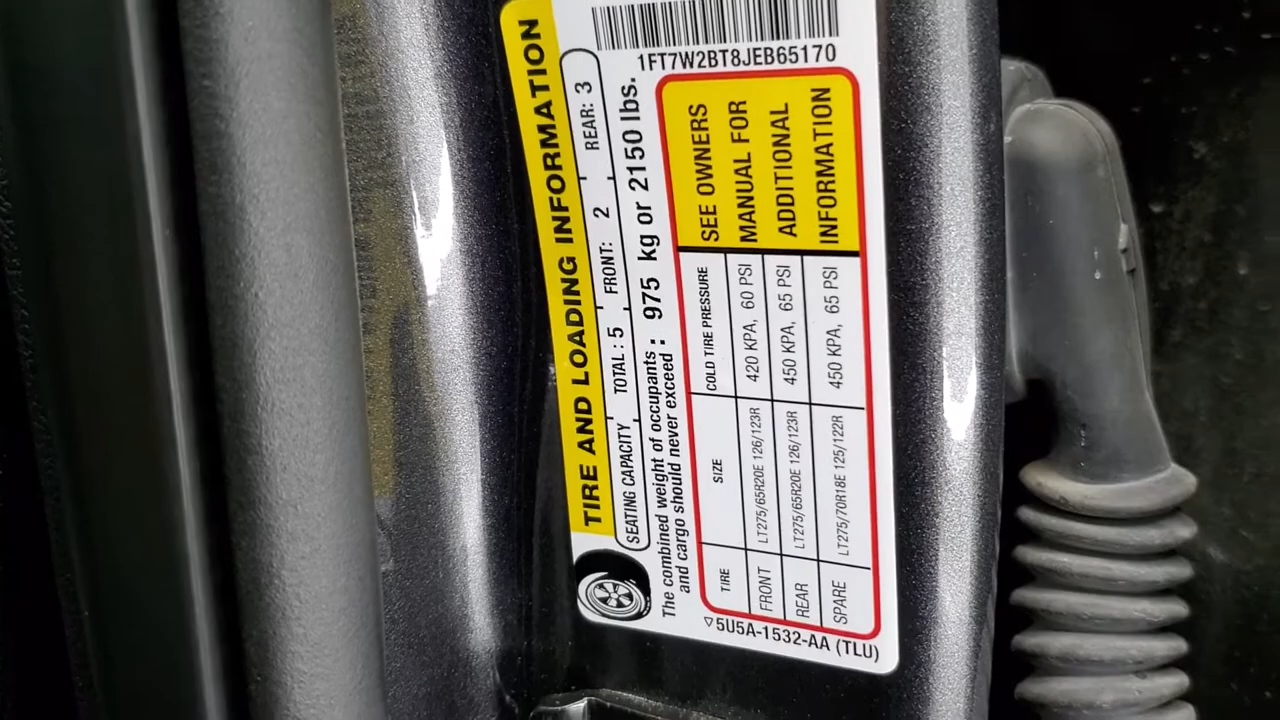 TIRE AND LOADING INFORMATION
SEATING CAPACITY TOTAL : 5 FRONT: 2 REAR: 3
The combined weight of occupants : 975 kg or 2150 lbs.
and cargo should never exceed :
1FT7W2BT8JEB65170
TIRE SIZE COLD TIRE PRESSURE
FRONT LT275/65R20E 126/123R 420 KPA, 60 PSI
REAR LT275/65R20E 126/123R 450 KPA, 65 PSI
SPARE LT275/70R18E 125/122R 450 KPA, 65 PSI
SEE OWNERS
MANUAL FOR
ADDITIONAL
INFORMATION
5U5A-1532-AA (TLU)